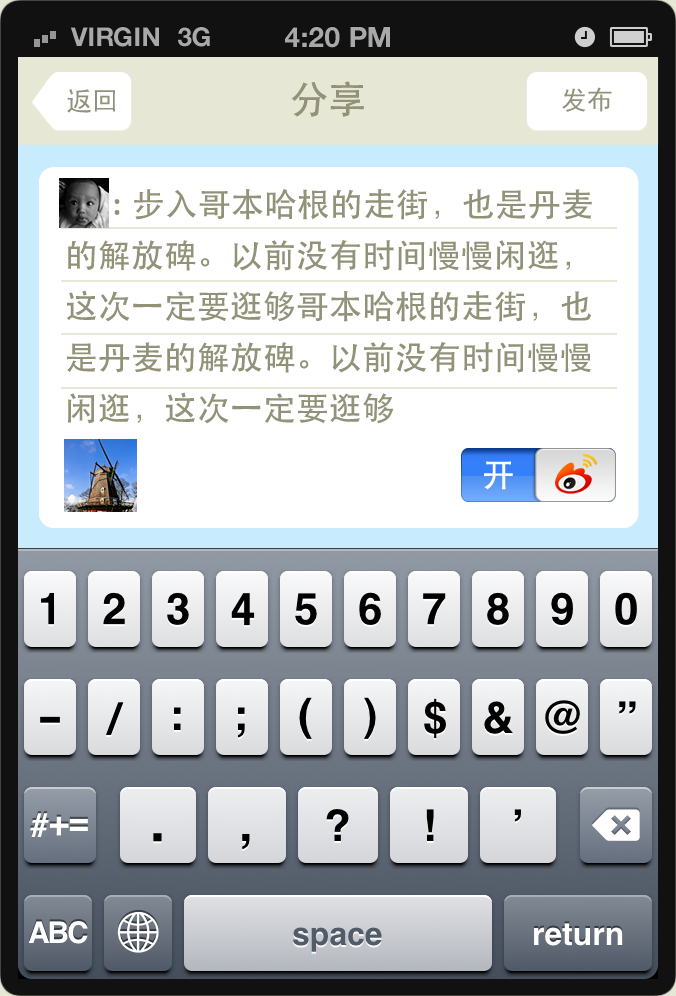 VIRGIN 3G 4:20 PM
返回 分享 发布
: 步入哥本哈根的走街，也是丹麦
的解放碑。以前没有时间慢慢闲逛，
这次一定要逛够哥本哈根的走街，也
是丹麦的解放碑。以前没有时间慢慢
闲逛，这次一定要逛够
开
1 2 3 4 5 6 7 8 9 0
- / : ; ( ) $ & @ ”
#+= . , ? ! ’
ABC space return